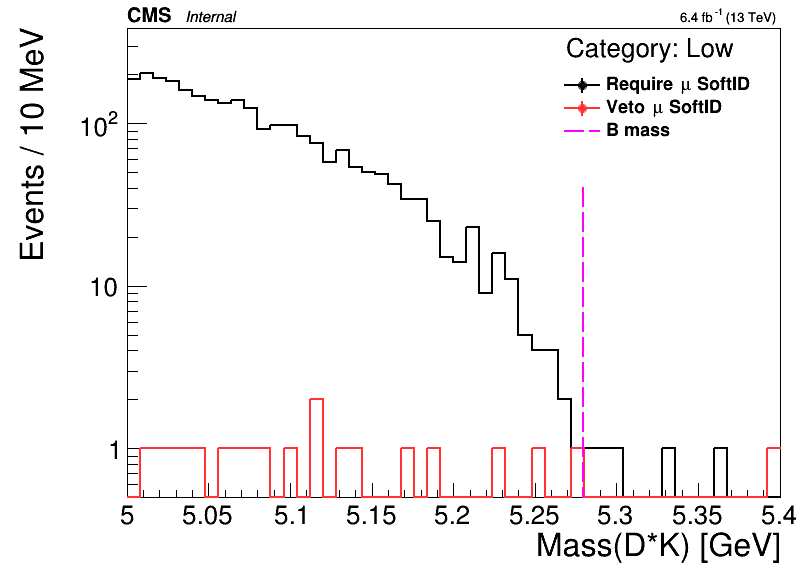 CMS Internal 6.4 fb-1 (13 TeV)
Category: Low
Require μ SoftID
Veto μ SoftID
B mass
Events / 10 MeV
10²
10
1
5 5.05 5.1 5.15 5.2 5.25 5.3 5.35 5.4
Mass(D*K) [GeV]